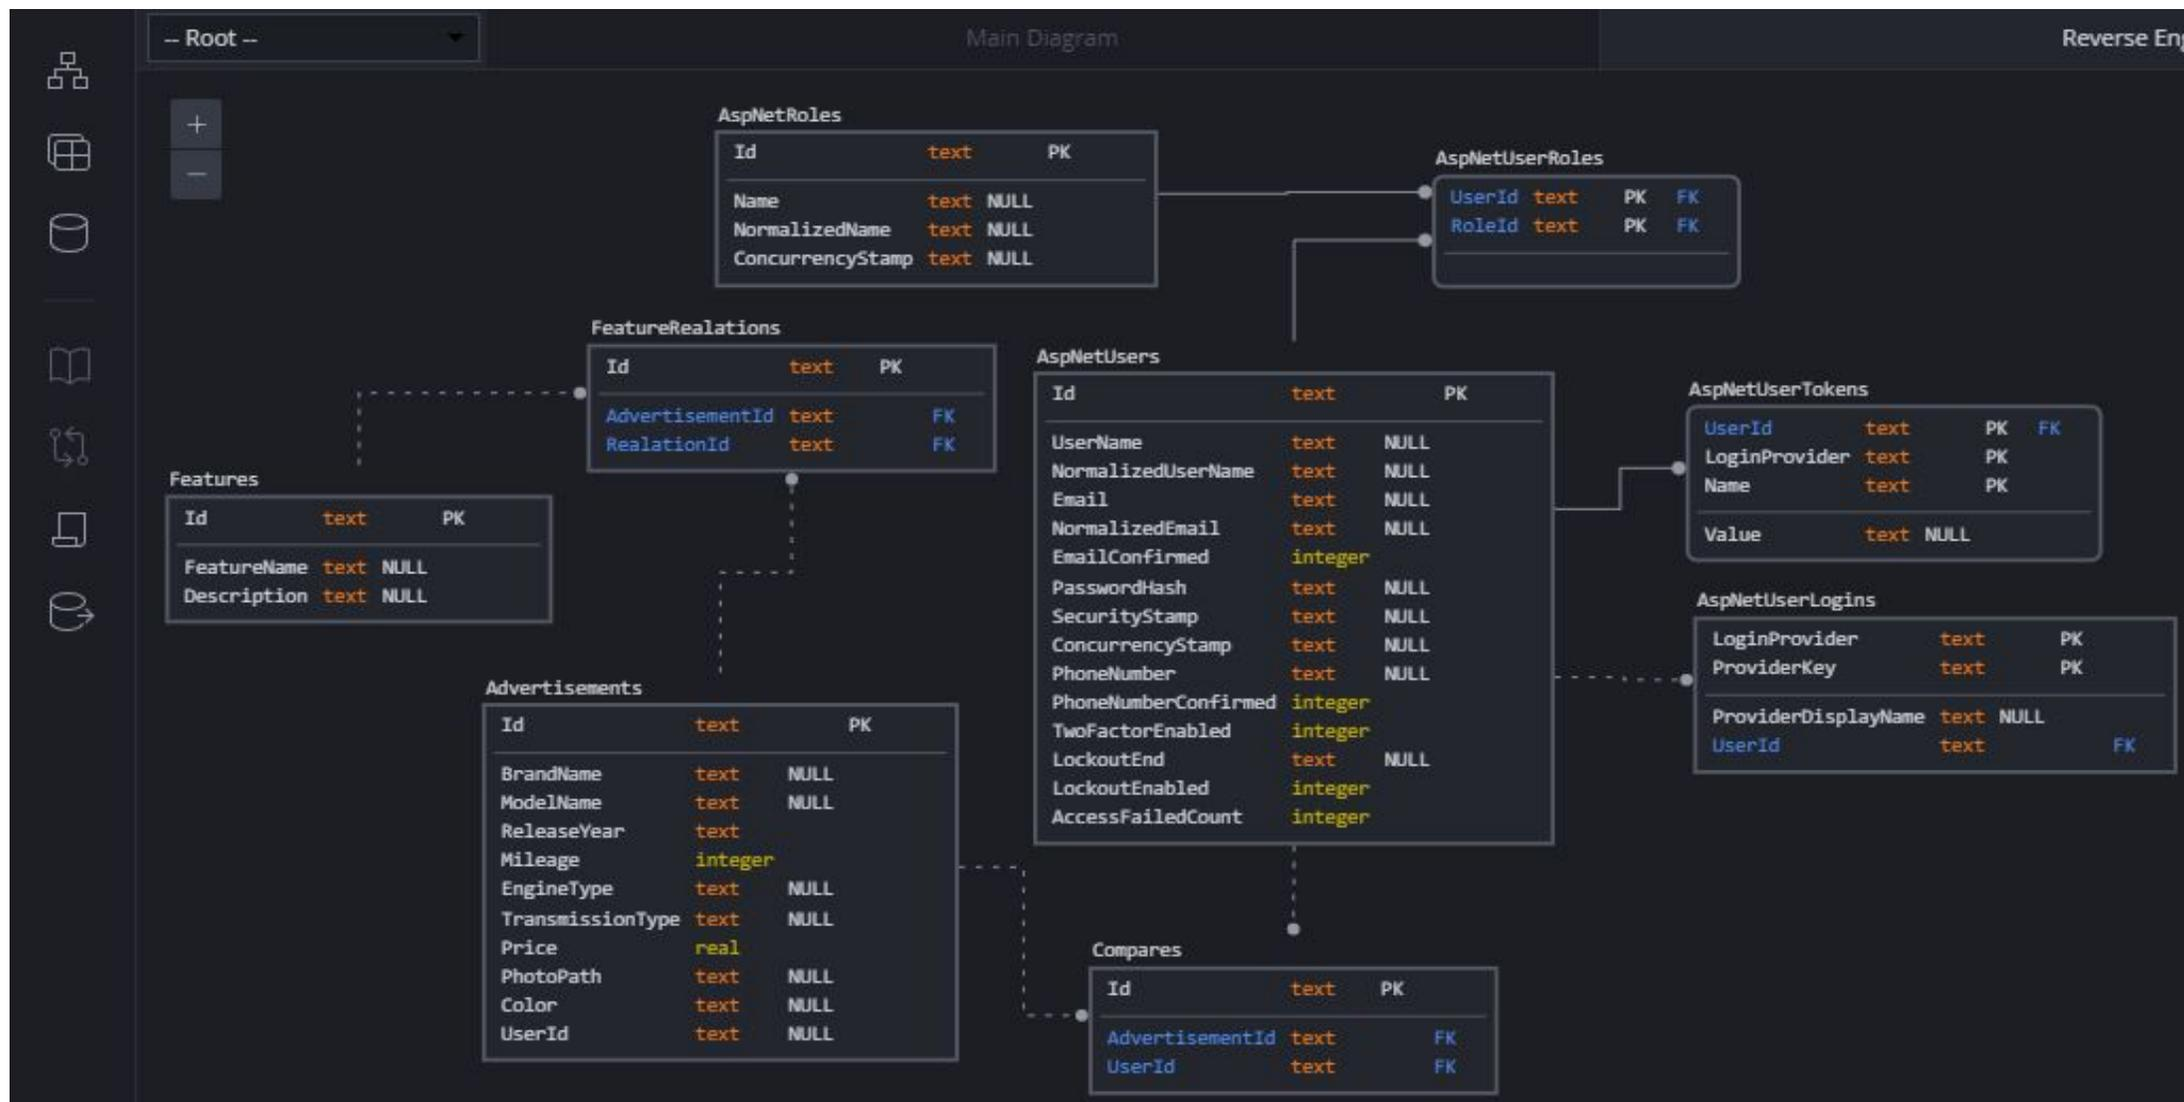 -- Root --
Main Diagram
Reverse Eng
+
−
AspNetRoles
Id text PK
Name text NULL
NormalizedName text NULL
ConcurrencyStamp text NULL
AspNetUserRoles
UserId text PK FK
RoleId text PK FK
FeatureRealations
Id text PK
AdvertisementId text FK
RealationId text FK
AspNetUsers
Id text PK
UserName text NULL
NormalizedUserName text NULL
Email text NULL
NormalizedEmail text NULL
EmailConfirmed integer
PasswordHash text NULL
SecurityStamp text NULL
ConcurrencyStamp text NULL
PhoneNumber text NULL
PhoneNumberConfirmed integer
TwoFactorEnabled integer
LockoutEnd text NULL
LockoutEnabled integer
AccessFailedCount integer
AspNetUserTokens
UserId text PK FK
LoginProvider text PK
Name text PK
Value text NULL
Features
Id text PK
FeatureName text NULL
Description text NULL
AspNetUserLogins
LoginProvider text PK
ProviderKey text PK
ProviderDisplayName text NULL
UserId text FK
Advertisements
Id text PK
BrandName text NULL
ModelName text NULL
ReleaseYear text
Mileage integer
EngineType text NULL
TransmissionType text NULL
Price real
PhotoPath text NULL
Color text NULL
UserId text NULL
Compares
Id text PK
AdvertisementId text FK
UserId text FK